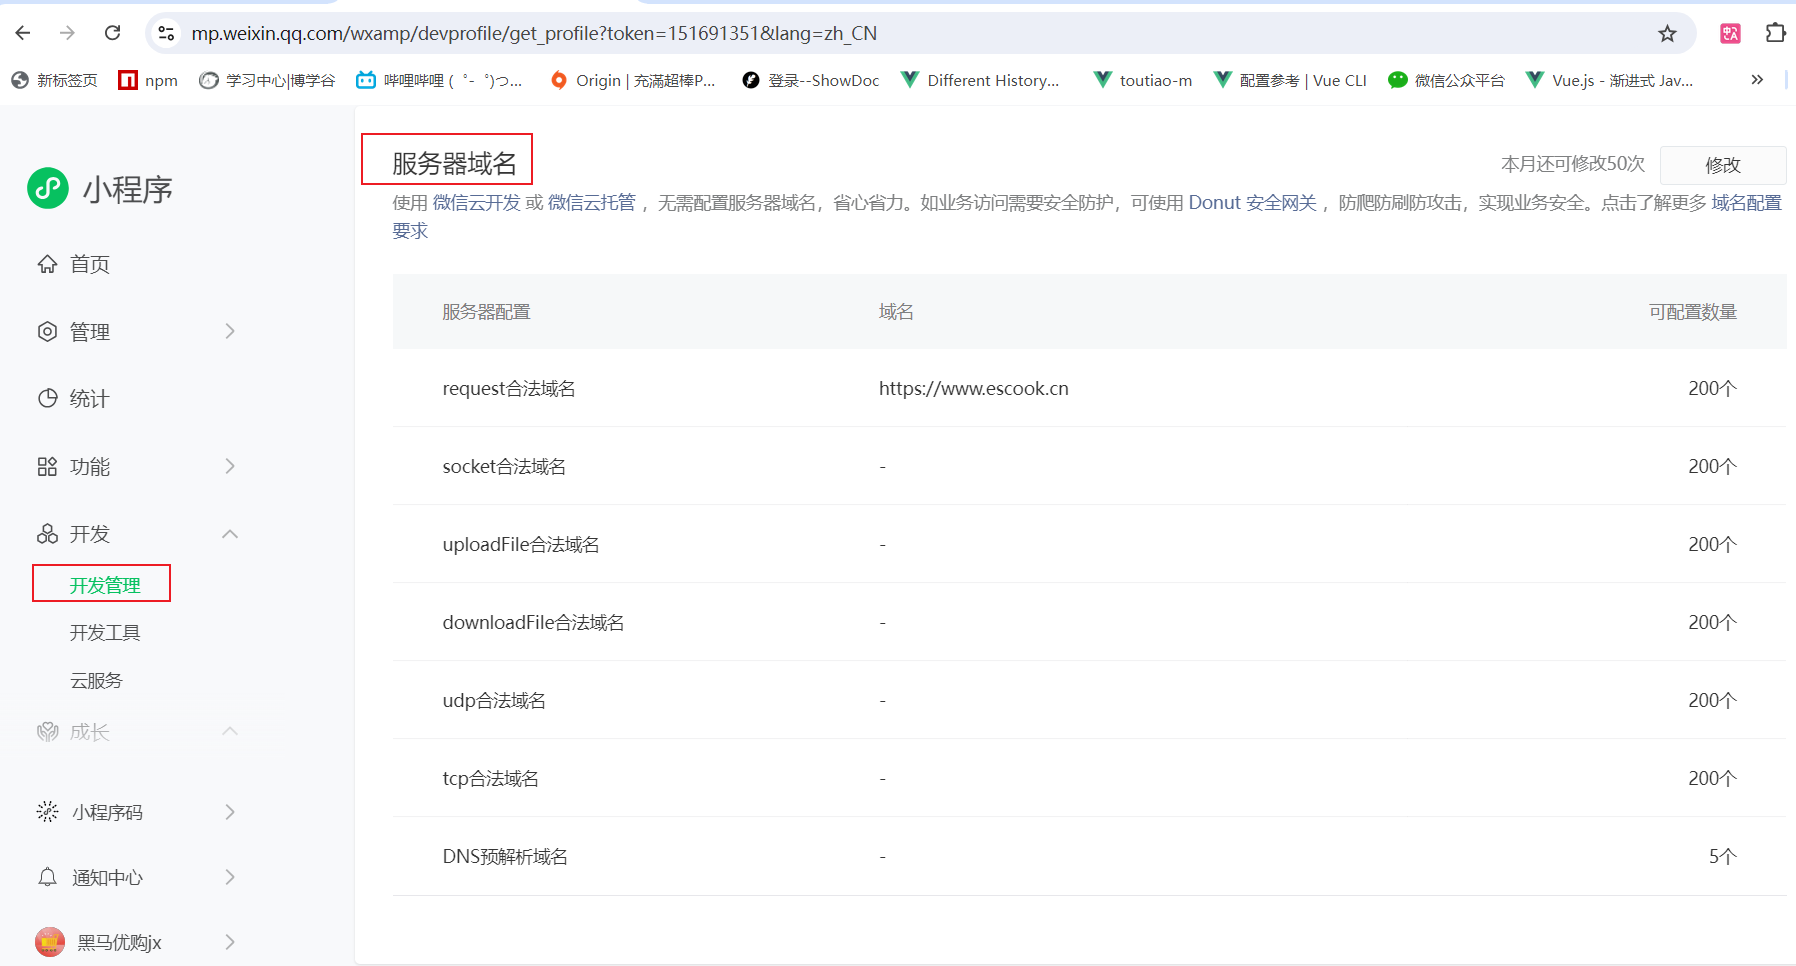 mp.weixin.qq.com/wxamp/devprofile/get_profile?token=151691351&lang=zh_CN
新标签页 npm 学习中心|博学谷 哔哩哔哩 (゜-゜)つ... Origin | 充滿超棒P... 登录--ShowDoc Different History... toutiao-m 配置参考 | Vue CLI 微信公众平台 Vue.js - 渐进式 Jav... »
小程序
首页
管理
统计
功能
开发
开发管理
开发工具
云服务
成长
小程序码
通知中心
黑马优购jx
服务器域名
本月还可修改50次 修改
使用 微信云开发 或 微信云托管 ，无需配置服务器域名，省心省力。如业务访问需要安全防护，可使用 Donut 安全网关 ，防爬防刷防攻击，实现业务安全。点击了解更多 域名配置
要求
服务器配置 域名 可配置数量
request合法域名 https://www.escook.cn 200个
socket合法域名 - 200个
uploadFile合法域名 - 200个
downloadFile合法域名 - 200个
udp合法域名 - 200个
tcp合法域名 - 200个
DNS预解析域名 - 5个